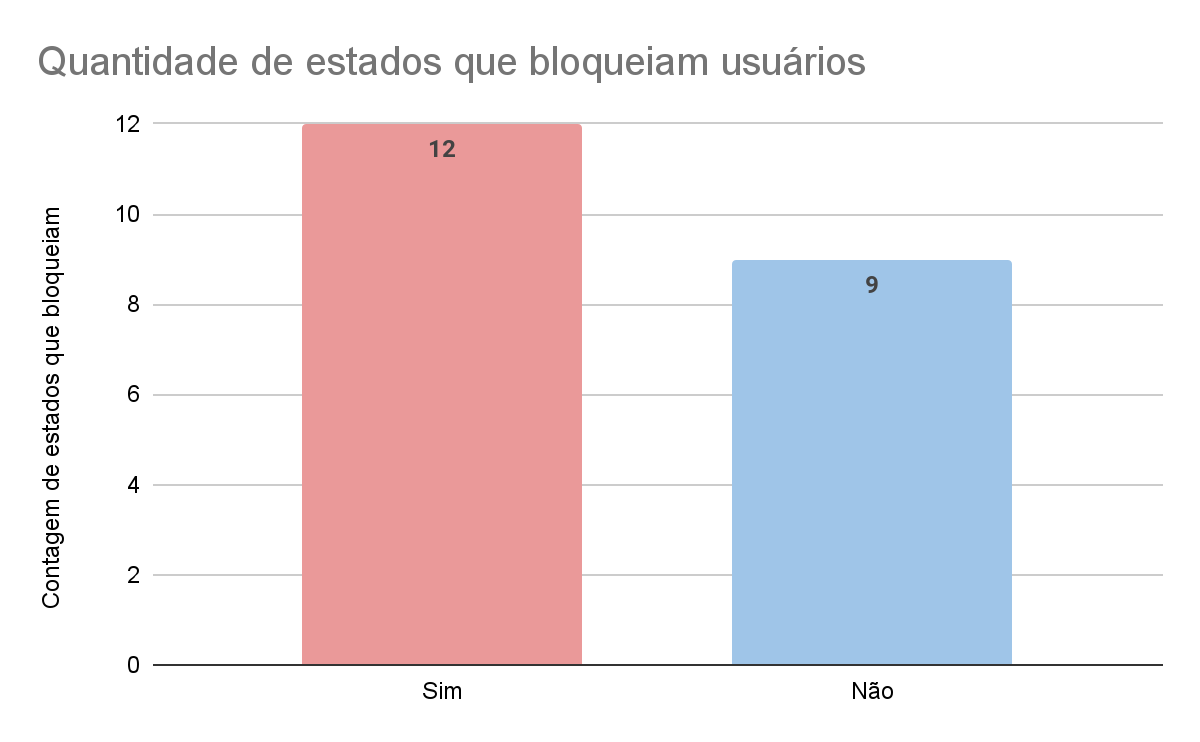 Quantidade de estados que bloqueiam usuários
Contagem de estados que bloqueiam
12
10
8
6
4
2
0
12
9
Sim
Não